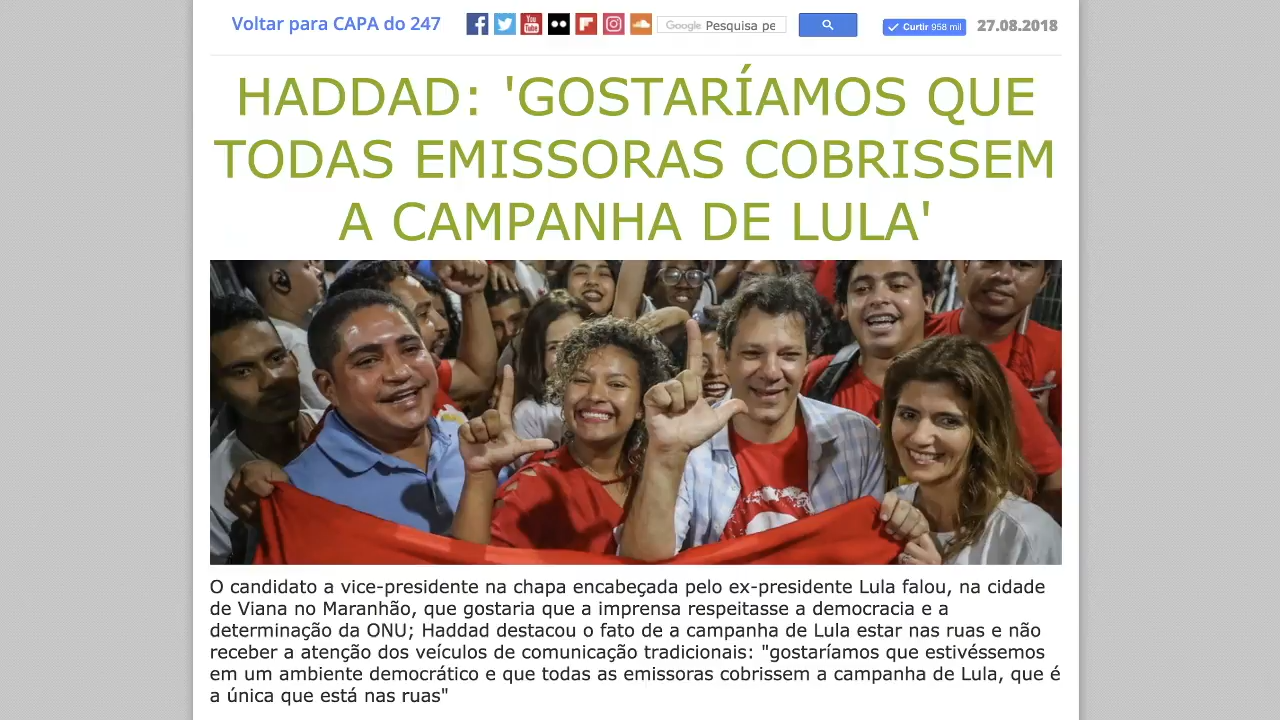 Voltar para CAPA do 247
You
Tube
Google Pesquisa pe
Curtir 958 mil
27.08.2018
HADDAD: 'GOSTARÍAMOS QUE
TODAS EMISSORAS COBRISSEM
A CAMPANHA DE LULA'
O candidato a vice-presidente na chapa encabeçada pelo ex-presidente Lula falou, na cidade
de Viana no Maranhão, que gostaria que a imprensa respeitasse a democracia e a
determinação da ONU; Haddad destacou o fato de a campanha de Lula estar nas ruas e não
receber a atenção dos veículos de comunicação tradicionais: "gostaríamos que estivéssemos
em um ambiente democrático e que todas as emissoras cobrissem a campanha de Lula, que é
a única que está nas ruas"